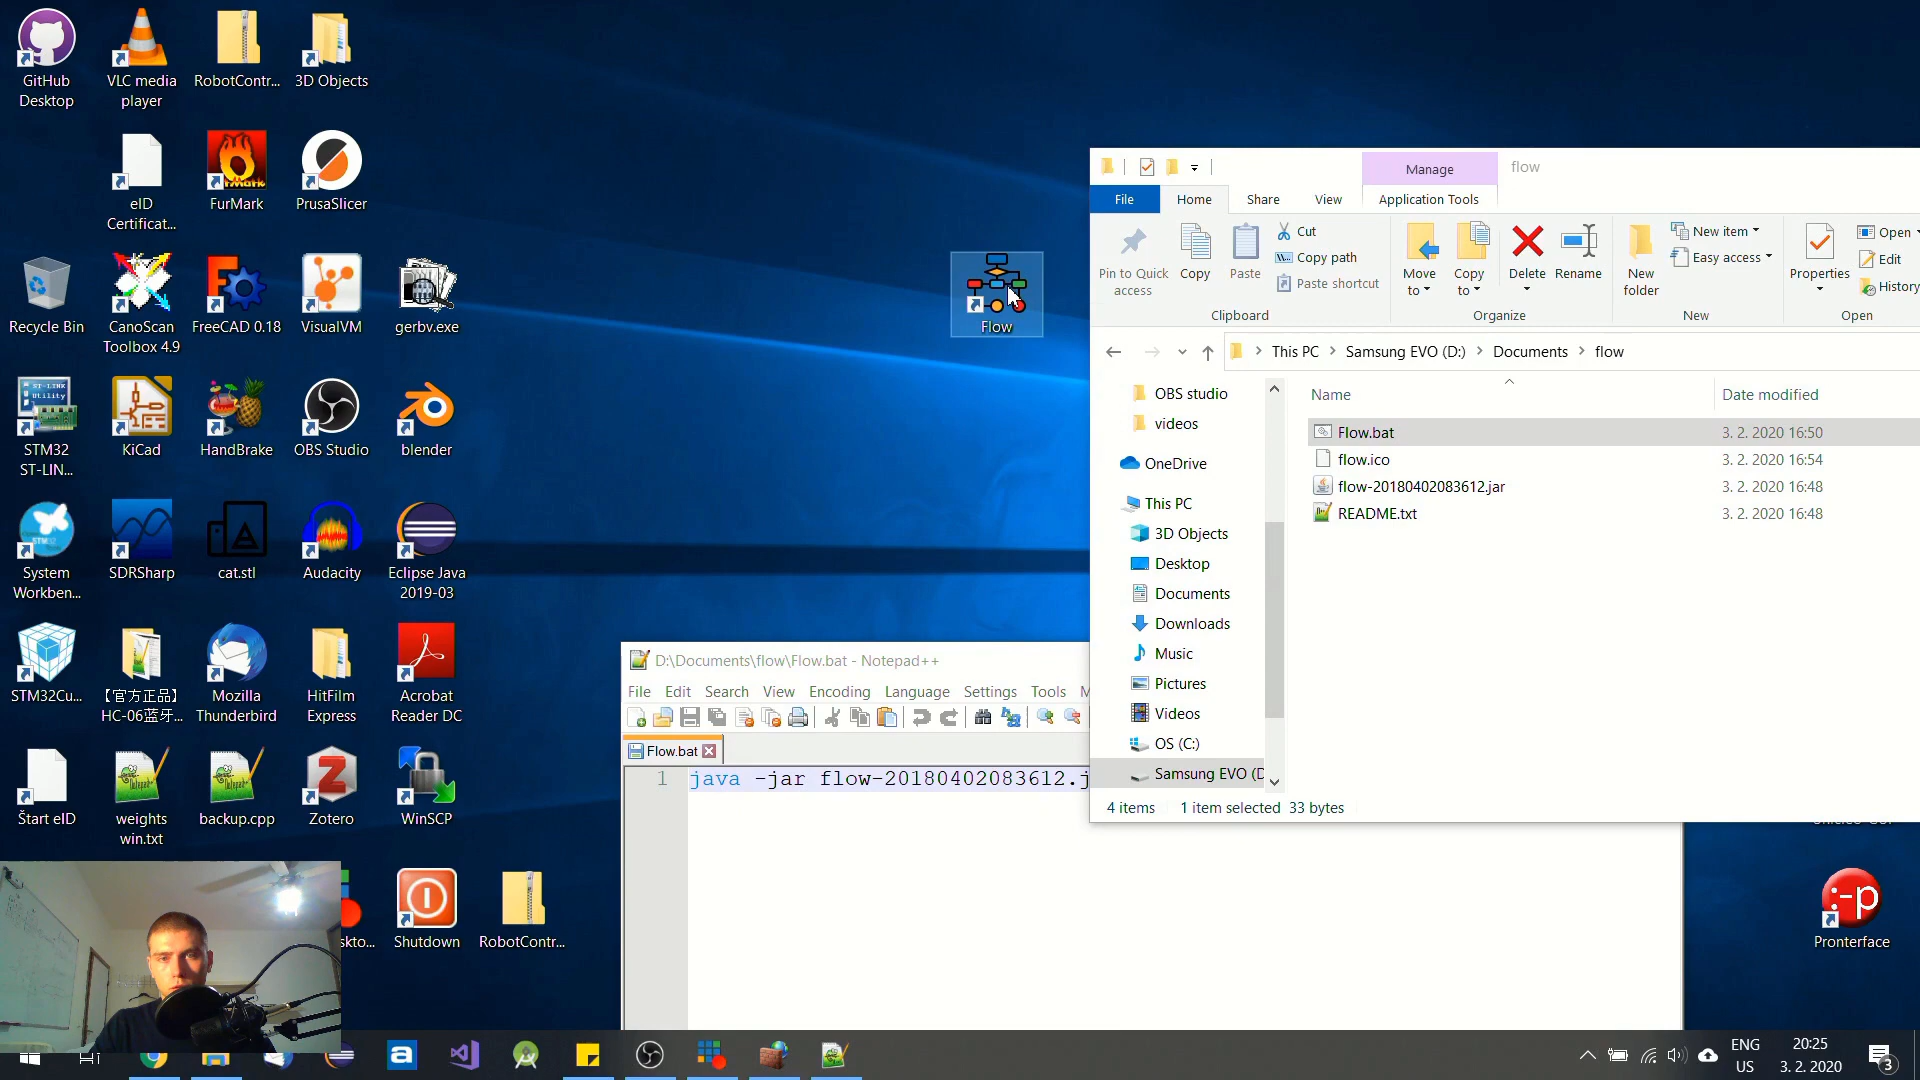 GitHub
Desktop
VLC media
player
RobotContr...
3D Objects
eID
Certificat...
FurMark
PrusaSlicer
Recycle Bin
CanoScan
Toolbox 4.9
FreeCAD 0.18
VisualVM
gerbv.exe
STM32
ST-LIN...
KiCad
HandBrake
OBS Studio
blender
System
Workben...
SDRSharp
cat.stl
Audacity
Eclipse Java
2019-03
STM32Cu...
【官方正品】
HC-06蓝牙...
Mozilla
Thunderbird
HitFilm
Express
Acrobat
Reader DC
Štart eID
weights
win.txt
backup.cpp
Zotero
WinSCP
Shutdown
RobotContr...
Flow
Pronterface
Manage
flow
File
Home
Share
View
Application Tools
Pin to Quick
access
Copy
Paste
Cut
Copy path
Paste shortcut
Clipboard
Move
to
Copy
to
Delete
Rename
Organize
New
folder
New item
Easy access
New
Properties
Open
Edit
History
Open
This PC > Samsung EVO (D:) > Documents > flow
OBS studio
videos
OneDrive
This PC
3D Objects
Desktop
Documents
Downloads
Music
Pictures
Videos
OS (C:)
Samsung EVO (D
Name
Date modified
Flow.bat 3. 2. 2020 16:50
flow.ico 3. 2. 2020 16:54
flow-20180402083612.jar 3. 2. 2020 16:48
README.txt 3. 2. 2020 16:48
4 items 1 item selected 33 bytes
D:\Documents\flow\Flow.bat - Notepad++
File Edit Search View Encoding Language Settings Tools M
Flow.bat
1 java -jar flow-20180402083612.j
ENG
US
20:25
3. 2. 2020
3